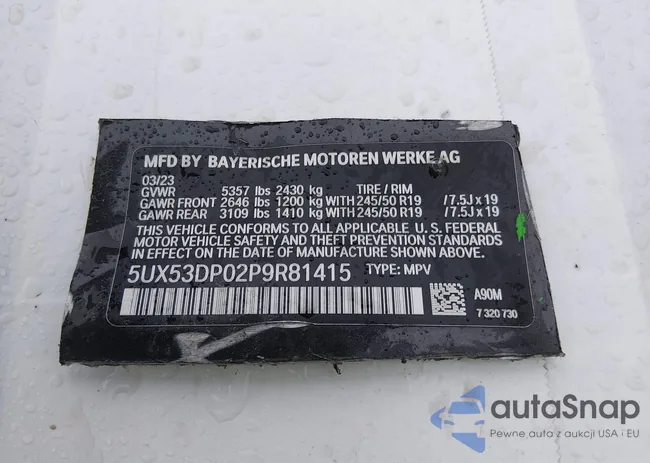 MFD BY BAYERISCHE MOTOREN WERKE AG
03/23
GVWR 5357 lbs 2430 kg TIRE / RIM
GAWR FRONT 2646 lbs 1200 kg WITH 245/50 R19 / 7.5J x 19
GAWR REAR 3109 lbs 1410 kg WITH 245/50 R19 / 7.5J x 19
THIS VEHICLE CONFORMS TO ALL APPLICABLE U. S. FEDERAL
MOTOR VEHICLE SAFETY AND THEFT PREVENTION STANDARDS
IN EFFECT ON THE DATE OF MANUFACTURE SHOWN ABOVE.
5UX53DP02P9R81415 TYPE: MPV
A90M
7 320 730
autaSnap
Pewne auta z aukcji USA i EU